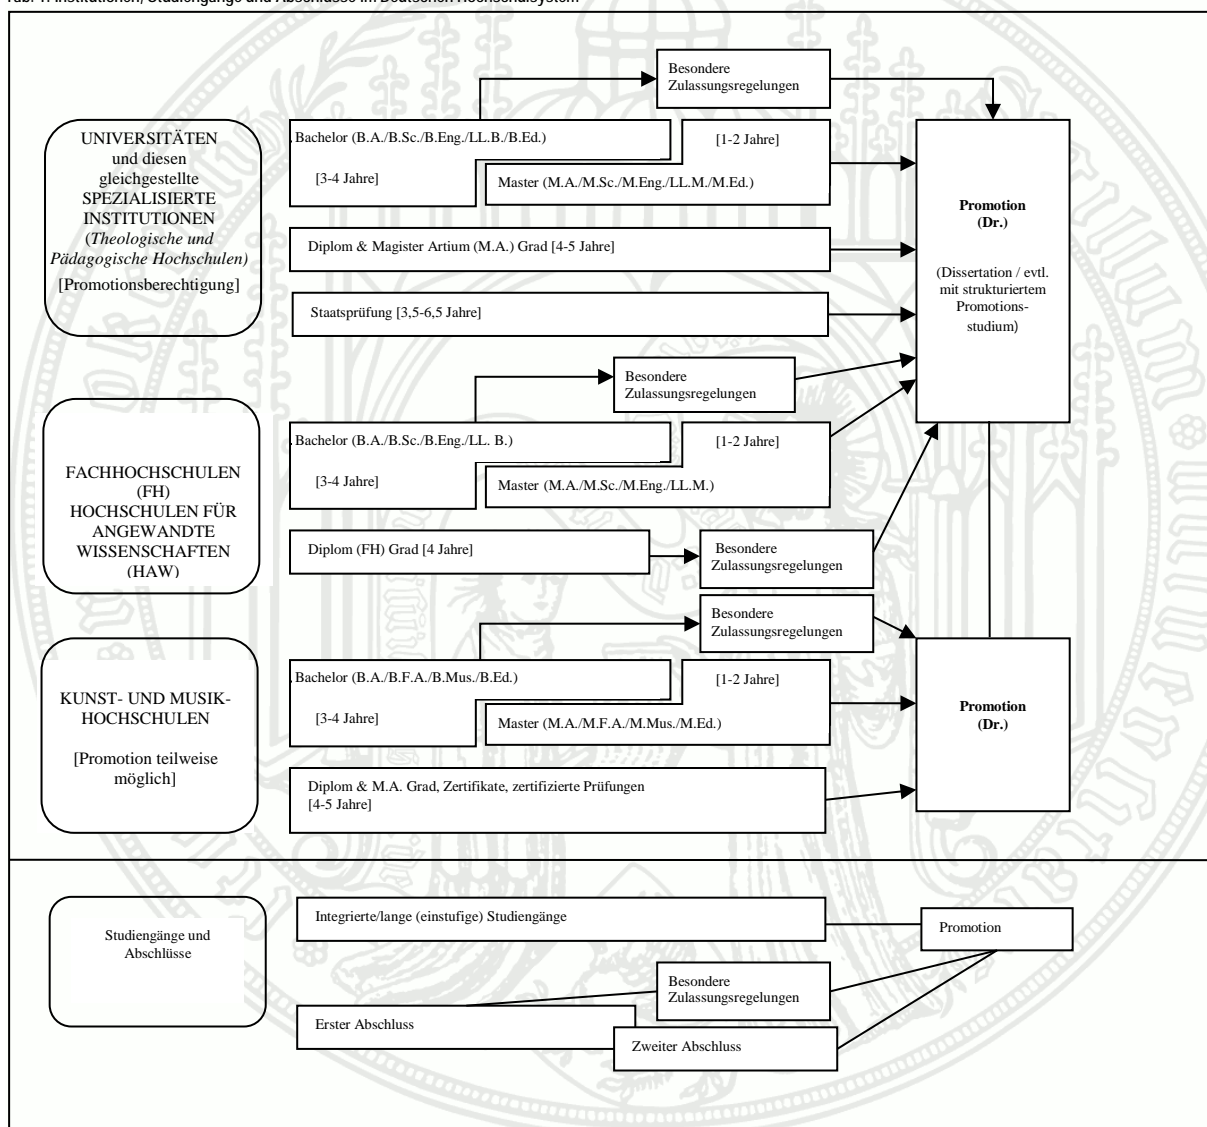 Tab. 1: Institutionen, Studiengänge und Abschlüsse im Deutschen Hochschulsystem
Besondere
Zulassungsregelungen
UNIVERSITÄTEN
und diesen
gleichgestellte
SPEZIALISIERTE
INSTITUTIONEN
(Theologische und
Pädagogische Hochschulen)
[Promotionsberechtigung]
Bachelor (B.A./B.Sc./B.Eng./LL.B./B.Ed.)
[3-4 Jahre]
[1-2 Jahre]
Master (M.A./M.Sc./M.Eng./LL.M./M.Ed.)
Diplom & Magister Artium (M.A.) Grad [4-5 Jahre]
Staatsprüfung [3,5-6,5 Jahre]
Promotion
(Dr.)
(Dissertation / evtl.
mit strukturiertem
Promotions-
studium)
Besondere
Zulassungsregelungen
FACHHOCHSCHULEN
(FH)
HOCHSCHULEN FÜR
ANGEWANDTE
WISSENSCHAFTEN
(HAW)
Bachelor (B.A./B.Sc./B.Eng./LL. B.)
[3-4 Jahre]
[1-2 Jahre]
Master (M.A./M.Sc./M.Eng./LL.M.)
Diplom (FH) Grad [4 Jahre]
Besondere
Zulassungsregelungen
Besondere
Zulassungsregelungen
KUNST- UND MUSIK-
HOCHSCHULEN
[Promotion teilweise
möglich]
Bachelor (B.A./B.F.A./B.Mus./B.Ed.)
[3-4 Jahre]
[1-2 Jahre]
Master (M.A./M.F.A./M.Mus./M.Ed.)
Diplom & M.A. Grad, Zertifikate, zertifizierte Prüfungen
[4-5 Jahre]
Promotion
(Dr.)
Studiengänge und
Abschlüsse
Integrierte/lange (einstufige) Studiengänge
Promotion
Besondere
Zulassungsregelungen
Erster Abschluss
Zweiter Abschluss